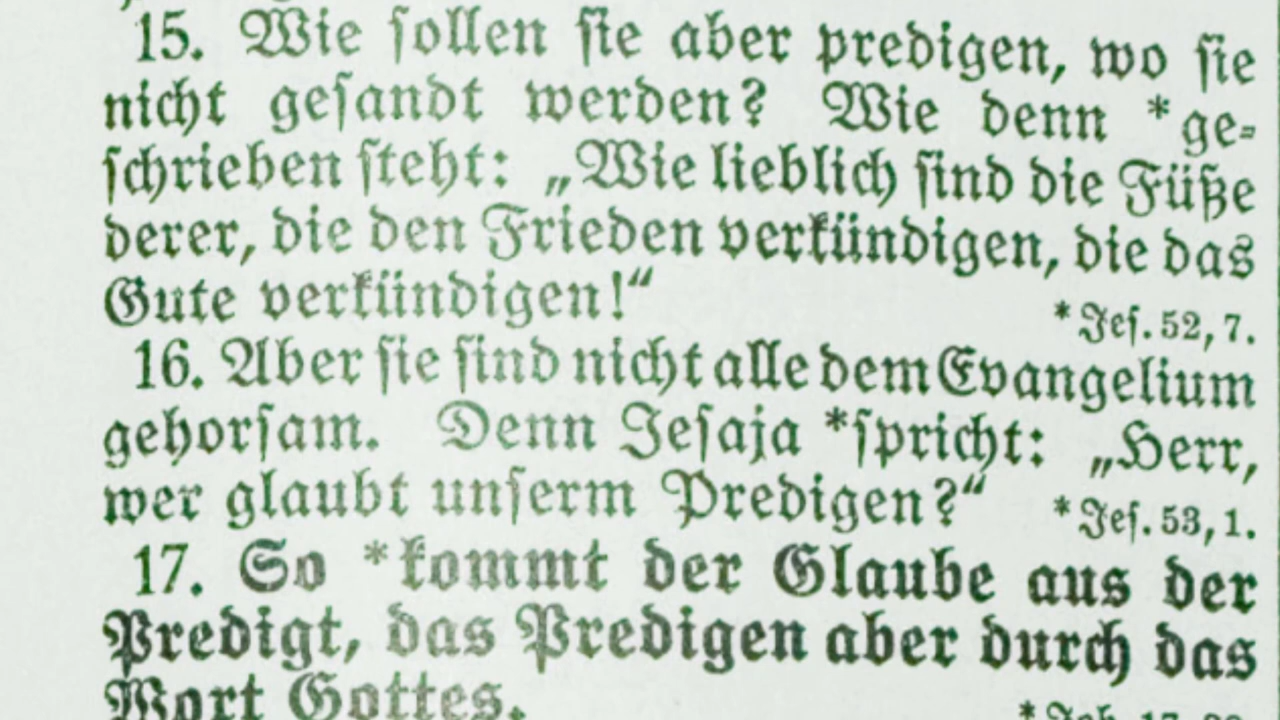 15. Wie sollen sie aber predigen, wo sie
nicht gesandt werden? Wie denn *ge-
schrieben steht: „Wie lieblich sind die Füße
derer, die den Frieden verkündigen, die das
Gute verkündigen!“ *Jes. 52, 7.
16. Aber sie sind nicht alle dem Evangelium
gehorsam. Denn Jesaja *spricht: „Herr,
wer glaubt unserm Predigen?“ *Jes. 53, 1.
17. So *kommt der Glaube aus der
Predigt, das Predigen aber durch das
Wort Gottes.